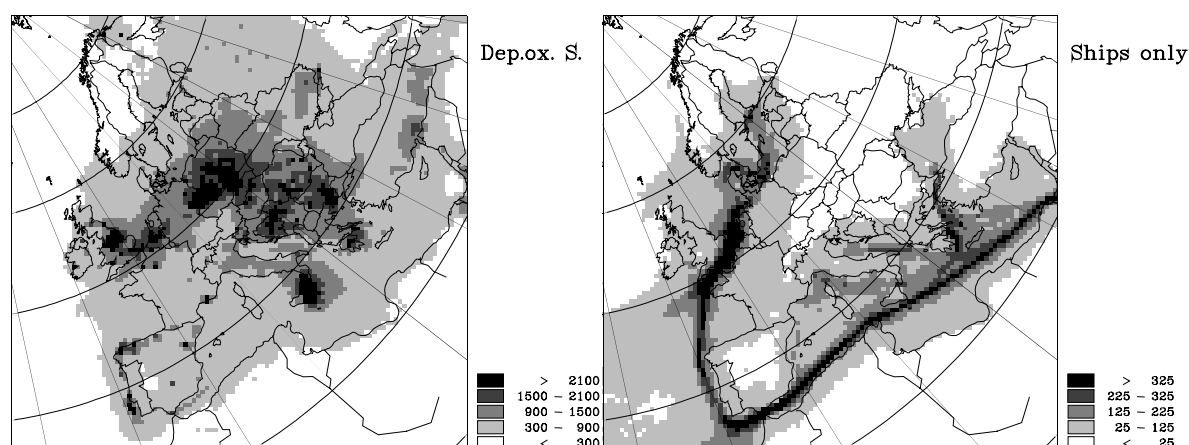 Dep.ox. S.
> 2100
1500 - 2100
900 - 1500
300 - 900
< 300
Ships only
> 325
225 - 325
125 - 225
25 - 125
< 25